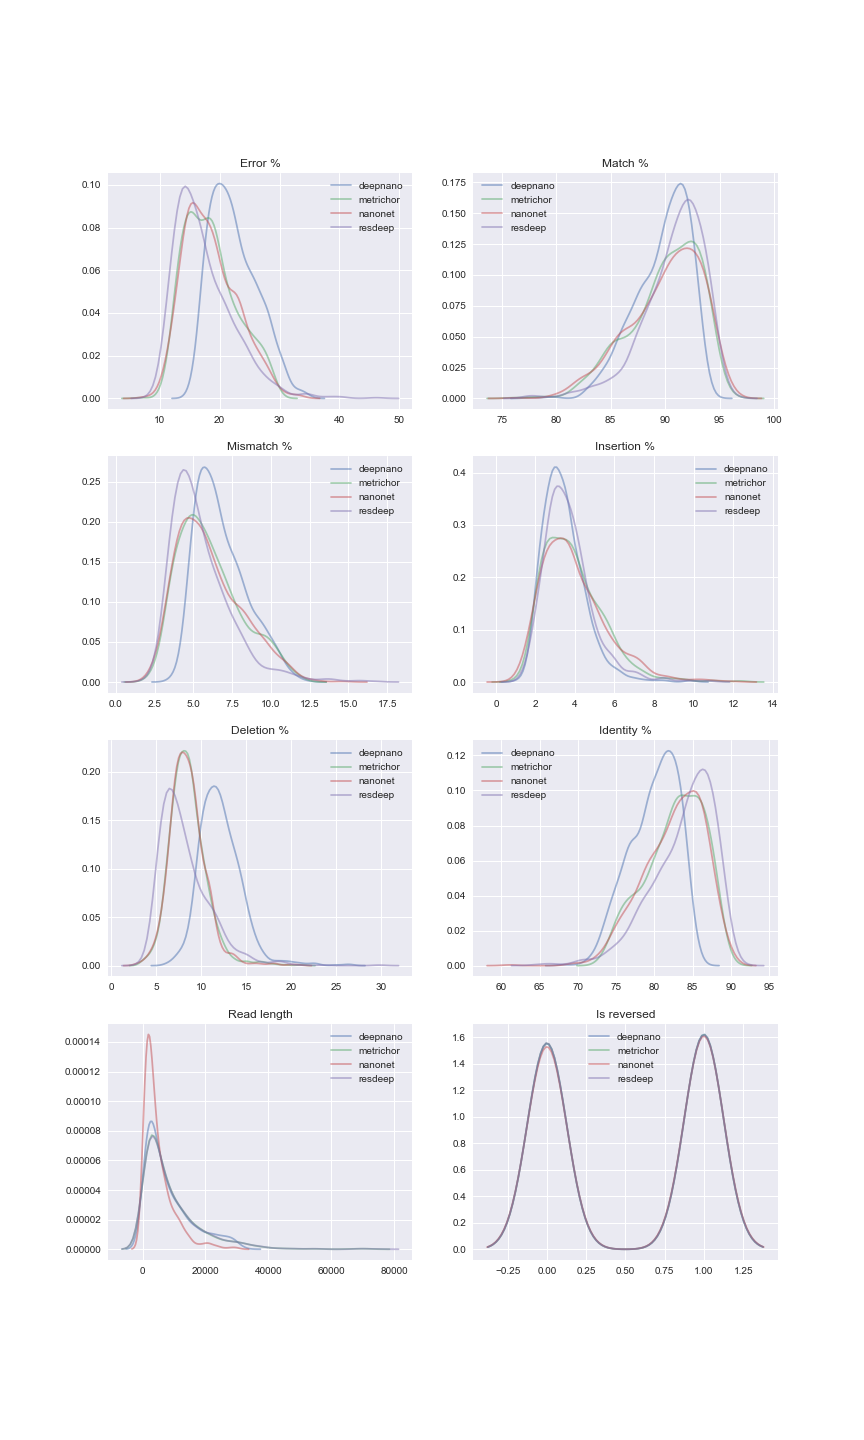 Error %
0.10
0.08
0.06
0.04
0.02
0.00
10 20 30 40 50
deepnano
metrichor
nanonet
resdeep
Match %
0.175
0.150
0.125
0.100
0.075
0.050
0.025
0.000
75 80 85 90 95 100
deepnano
metrichor
nanonet
resdeep
Mismatch %
0.25
0.20
0.15
0.10
0.05
0.00
0.0 2.5 5.0 7.5 10.0 12.5 15.0 17.5
deepnano
metrichor
nanonet
resdeep
Insertion %
0.4
0.3
0.2
0.1
0.0
0 2 4 6 8 10 12 14
deepnano
metrichor
nanonet
resdeep
Deletion %
0.20
0.15
0.10
0.05
0.00
0 5 10 15 20 25 30
deepnano
metrichor
nanonet
resdeep
Identity %
0.12
0.10
0.08
0.06
0.04
0.02
0.00
60 65 70 75 80 85 90 95
deepnano
metrichor
nanonet
resdeep
Read length
0.00014
0.00012
0.00010
0.00008
0.00006
0.00004
0.00002
0.00000
0 20000 40000 60000 80000
deepnano
metrichor
nanonet
resdeep
Is reversed
1.6
1.4
1.2
1.0
0.8
0.6
0.4
0.2
0.0
−0.25 0.00 0.25 0.50 0.75 1.00 1.25
deepnano
metrichor
nanonet
resdeep